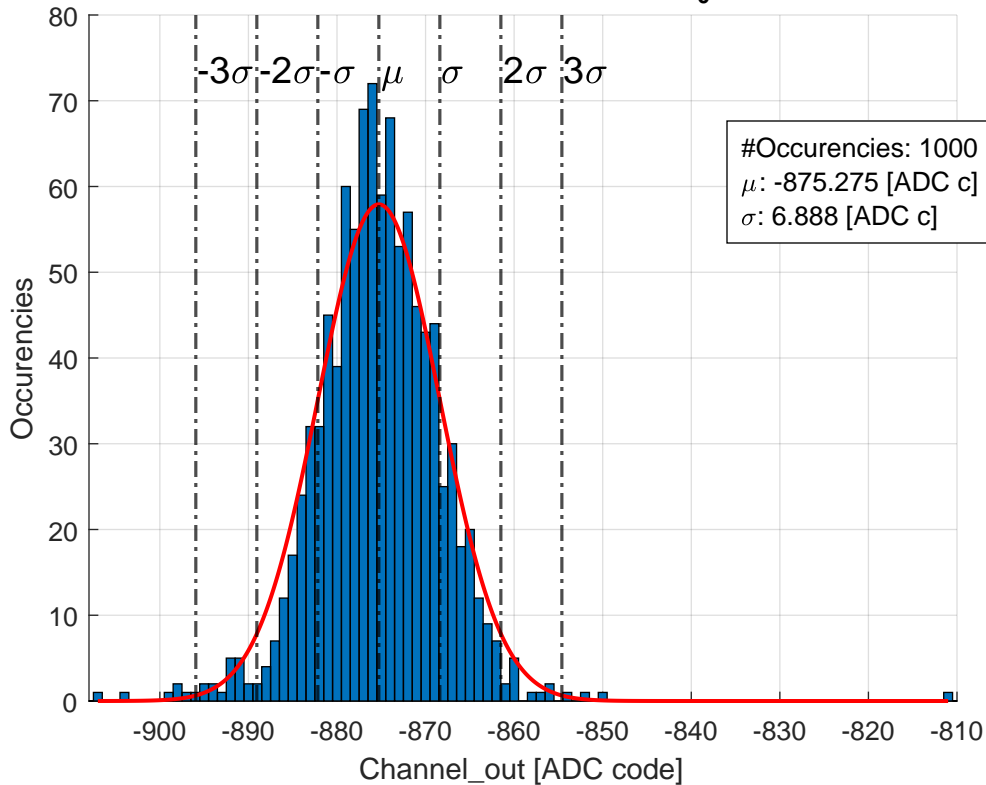 80
70
60
50
40
30
20
10
0
Occurencies
-3σ -2σ -σ μ σ 2σ 3σ
#Occurencies: 1000
μ: -875.275 [ADC c]
σ: 6.888 [ADC c]
-900 -890 -880 -870 -860 -850 -840 -830 -820 -810
Channel_out [ADC code]